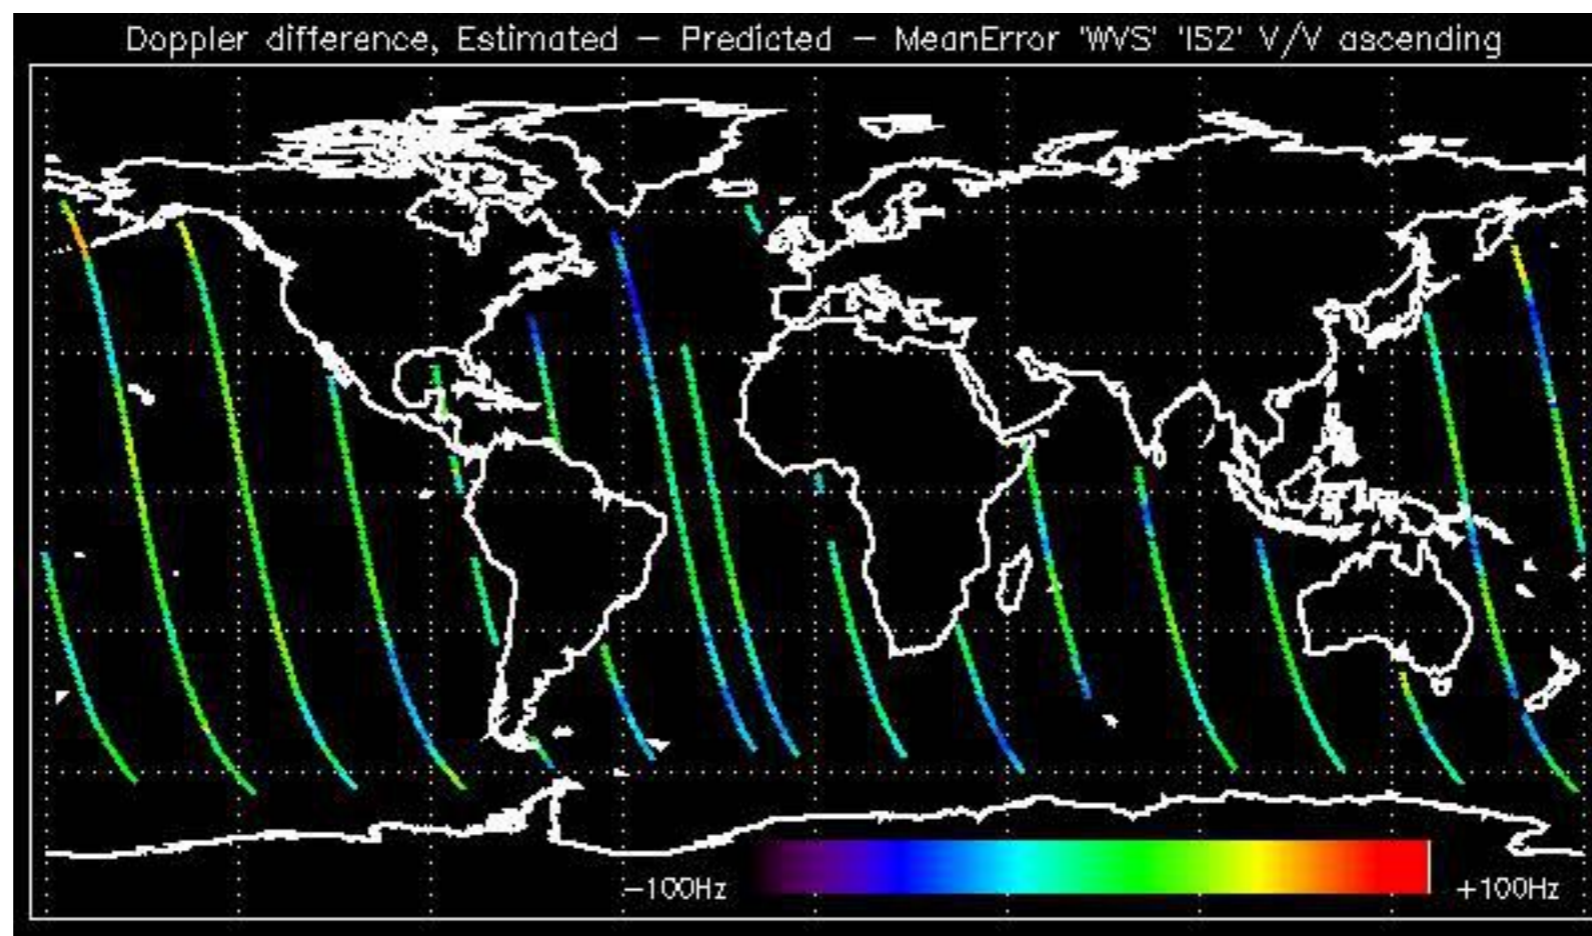 Doppler difference, Estimated — Predicted — MeanError 'WVS' 'IS2' V/V ascending
−100Hz
+100Hz